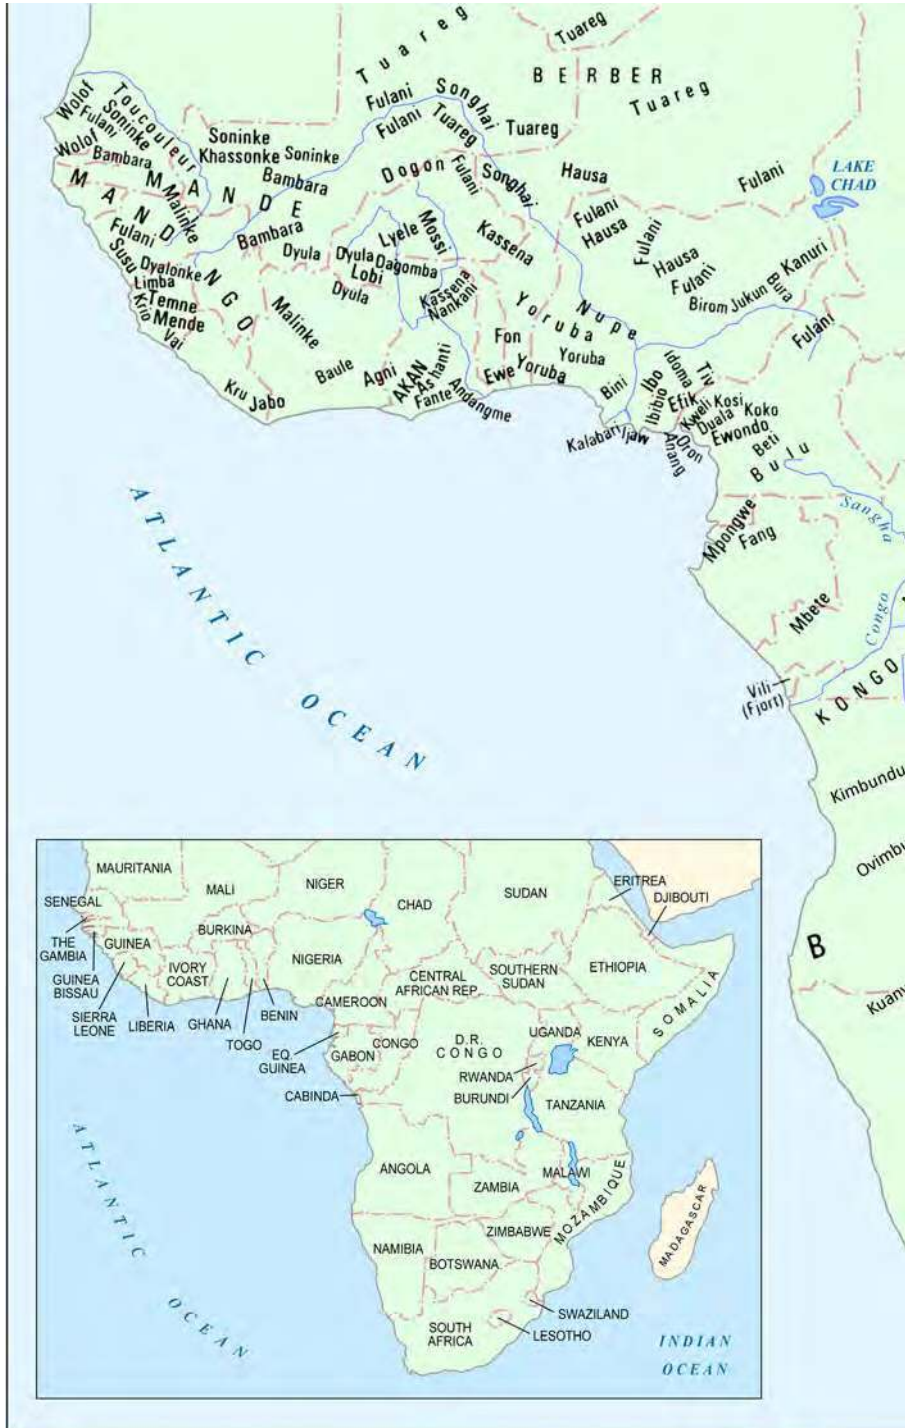 Tuareg
Tuareg
BERBER
Tuareg
Fulani
Songhai
Fulani
Tuareg
Tuareg
Wolof
Toucouleur
Soninke
Fulani
Wolof
Bambara
Soninke
Khassonke
Soninke
Bambara
MANDE
Malinke
MANDINGO
Fulani
Bambara
Dogon
Fulani
Songhai
Hausa
Fulani
LAKE
CHAD
Fulani
Hausa
Fulani
Hausa
Fulani
Kanuri
Bura
Jukun
Birom
Fulani
Susu
Dyalonke
Limba
Temne
Krio
Mende
Vai
Dyula
Dyula
Lyele
Mossi
Dagomba
Lobi
Dyula
Kassena
Kassena
Nankani
Malinke
Yoruba
Nupe
Fon
Yoruba
Kru
Jabo
Baule
Agni
AKAN
Ashanti
Fante
Andangme
Ewe
Yoruba
Bini
Ibo
Idoma
Tiv
Ibibio
Efik
Kweli
Kosi
Duala
Koko
Ewondo
Beti
Kalabari
Ijaw
Oron
Anang
Bulu
Sangha
Mpongwe
Fang
Mbete
Congo
Vili
(Fjort)
KONGO
ATLANTIC OCEAN
Kimbundu
Ovimbu
B
Kuany
MAURITANIA
MALI
NIGER
CHAD
SUDAN
ERITREA
DJIBOUTI
SENEGAL
THE
GAMBIA
GUINEA
BISSAU
GUINEA
SIERRA
LEONE
LIBERIA
IVORY
COAST
BURKINA
GHANA
TOGO
BENIN
NIGERIA
CAMEROON
CENTRAL
AFRICAN REP.
SOUTHERN
SUDAN
ETHIOPIA
SOMALIA
EQ.
GUINEA
GABON
CONGO
D.R.
CONGO
UGANDA
KENYA
RWANDA
BURUNDI
CABINDA
TANZANIA
ANGOLA
ZAMBIA
MALAWI
MOZAMBIQUE
ZIMBABWE
NAMIBIA
BOTSWANA
MADAGASCAR
SWAZILAND
LESOTHO
SOUTH
AFRICA
ATLANTIC OCEAN
INDIAN
OCEAN